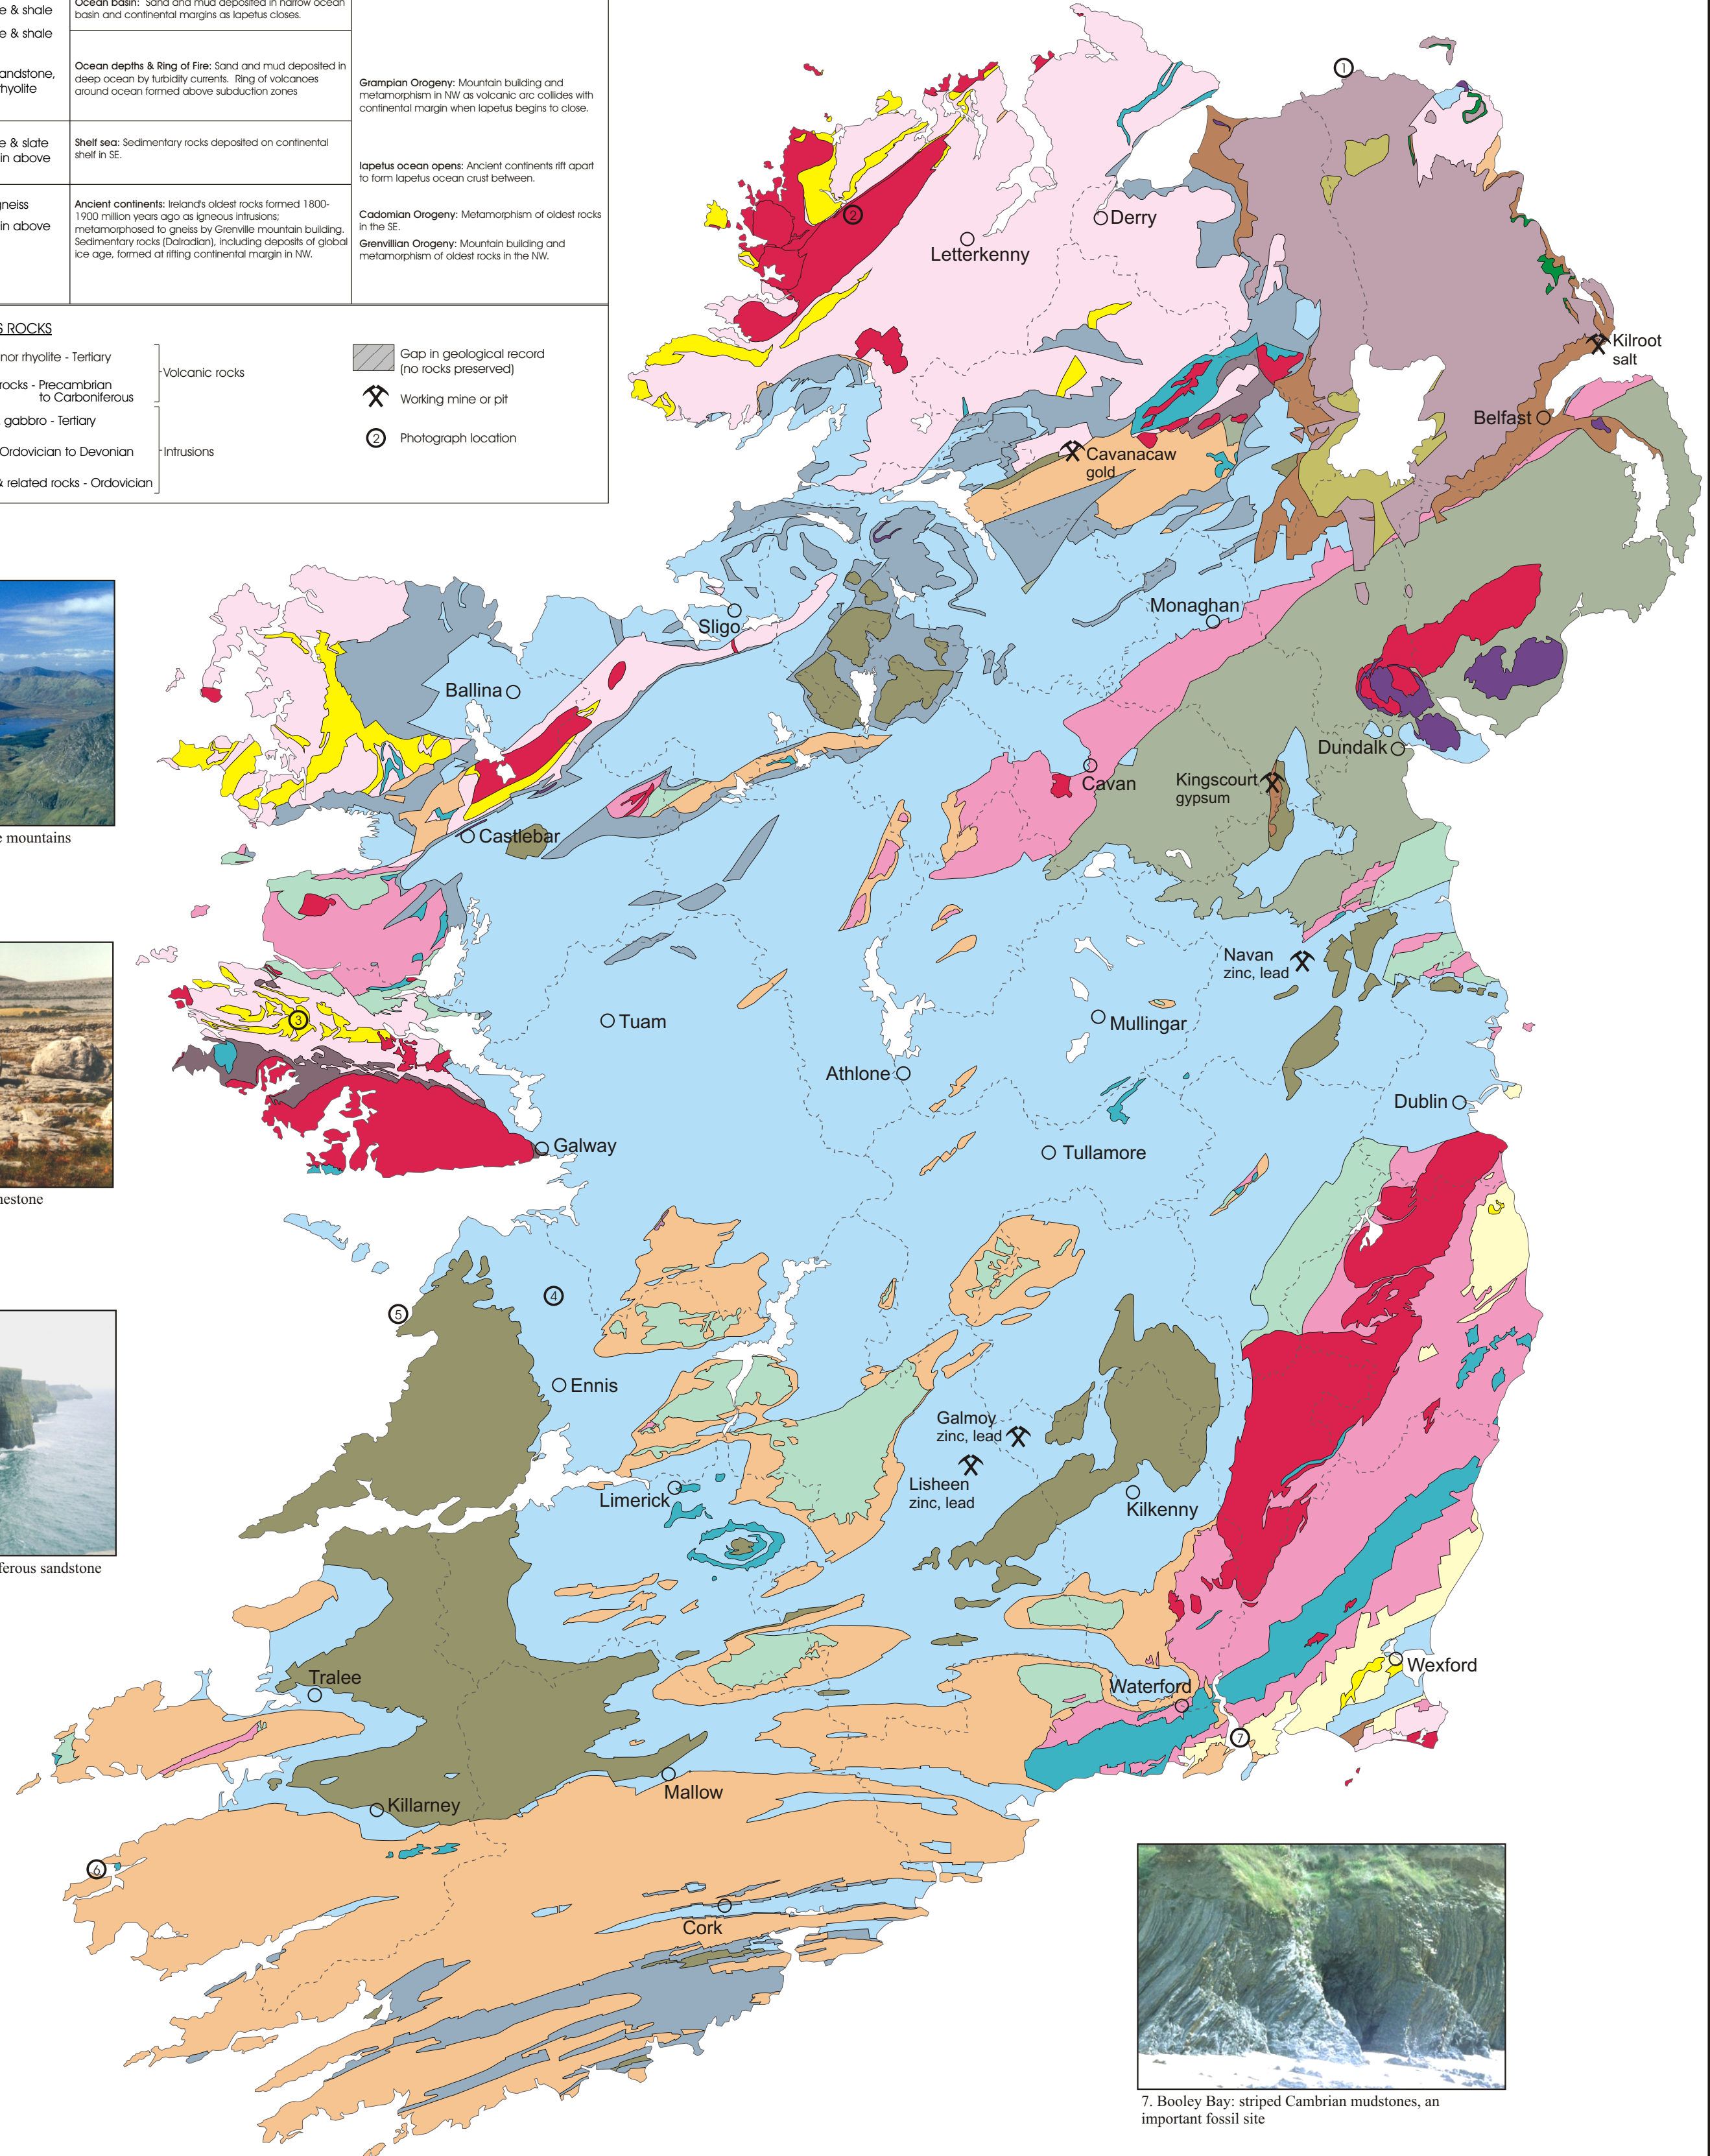 e & shale
e & shale
andstone,
hyolite
e & slate
in above
gneiss
in above
Ocean basin: Sand and mud deposited in narrow ocean
basin and continental margins as Iapetus closes.
Ocean depths & Ring of Fire: Sand and mud deposited in
deep ocean by turbidity currents. Ring of volcanoes
around ocean formed above subduction zones
Shelf sea: Sedimentary rocks deposited on continental
shelf in SE.
Ancient continents: Ireland's oldest rocks formed 1800-
1900 million years ago as igneous intrusions;
metamorphosed to gneiss by Grenville mountain building.
Sedimentary rocks (Dalradian), including deposits of global
ice age, formed at rifting continental margin in NW.
Grampian Orogeny: Mountain building and
metamorphism in NW as volcanic arc collides with
continental margin when Iapetus begins to close.
Iapetus ocean opens: Ancient continents rift apart
to form Iapetus ocean crust between.
Cadomian Orogeny: Metamorphism of oldest rocks
in the SE.
Grenvillian Orogeny: Mountain building and
metamorphism of oldest rocks in the NW.
S ROCKS
nor rhyolite - Tertiary
rocks - Precambrian
to Carboniferous
Volcanic rocks
gabbro - Tertiary
Ordovician to Devonian
& related rocks - Ordovician
Intrusions
Gap in geological record
(no rocks preserved)
Working mine or pit
2 Photograph location
1
2
Derry
Letterkenny
Kilroot
salt
Belfast
Cavanacaw
gold
Monaghan
Sligo
Ballina
Dundalk
Cavan
Kingscourt
gypsum
Castlebar
e mountains
Navan
zinc, lead
3
Tuam
Mullingar
Athlone
Dublin
Galway
Tullamore
nestone
4
5
Ennis
Galmoy
zinc, lead
Lisheen
zinc, lead
Limerick
Kilkenny
ferous sandstone
Tralee
Wexford
Waterford
7
Mallow
Killarney
6
Cork
7. Booley Bay: striped Cambrian mudstones, an
important fossil site